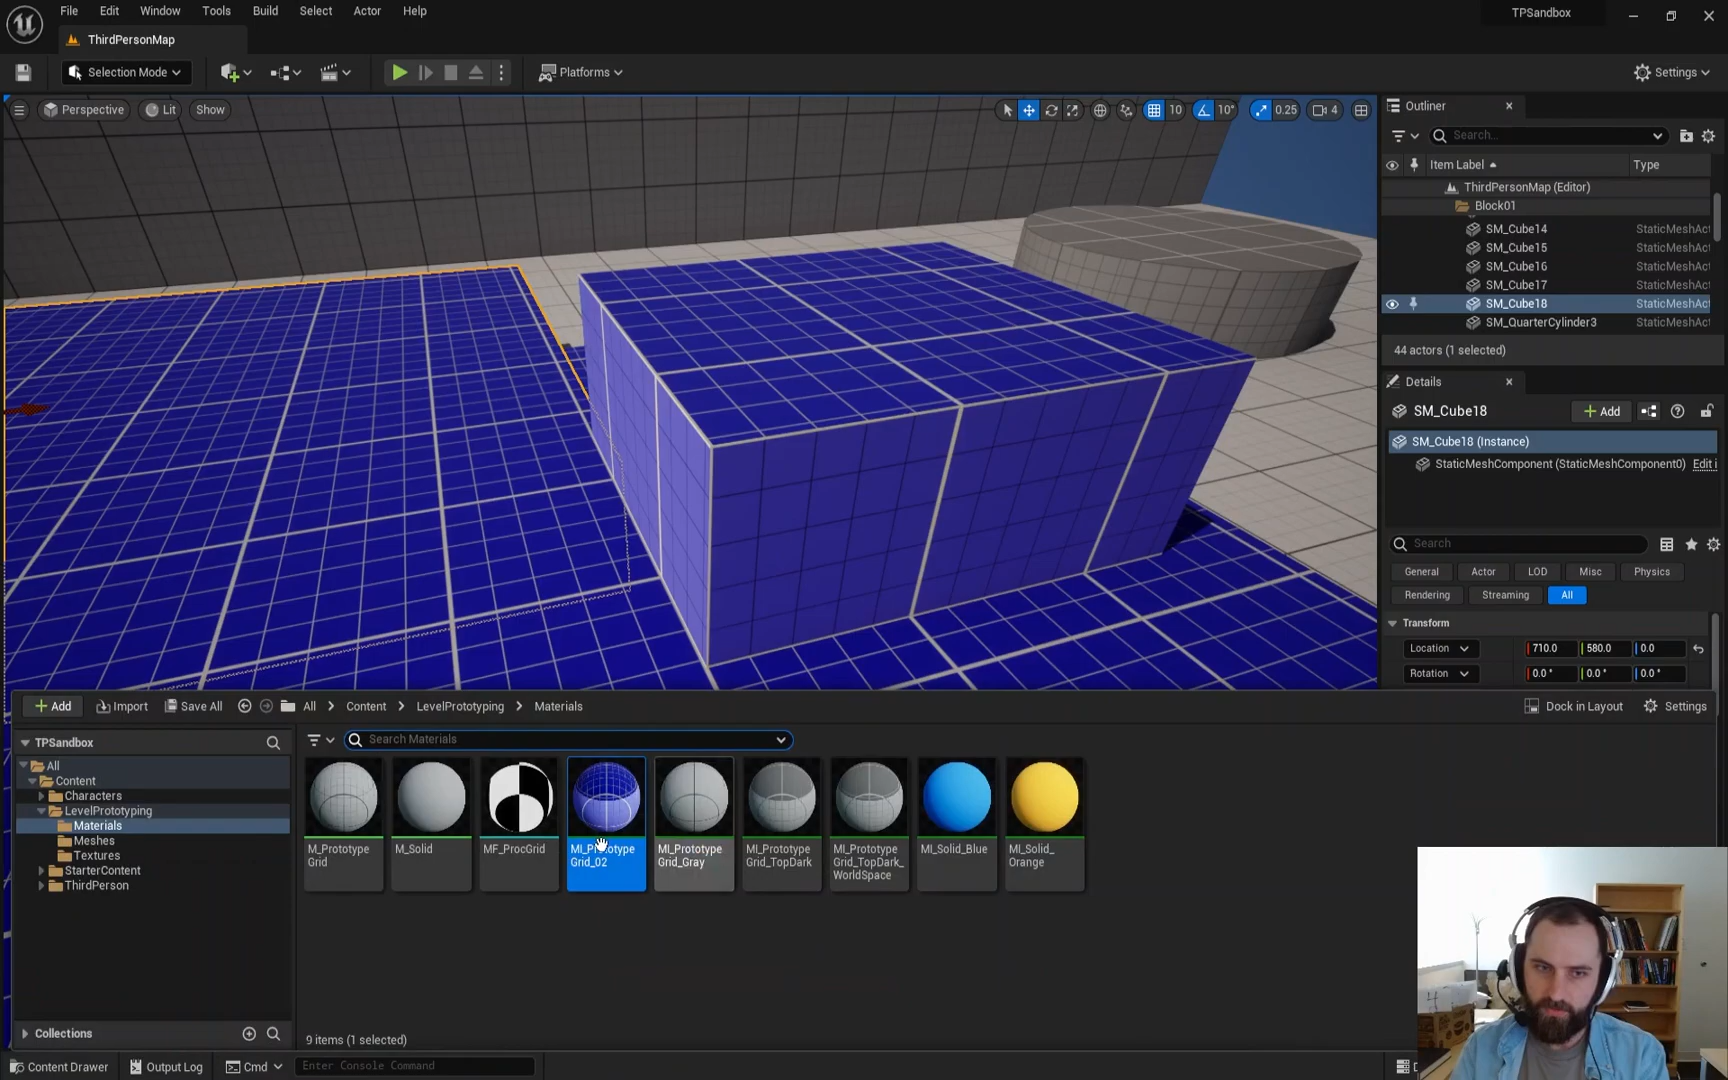 File Edit Window Tools Build Select Actor Help
TPSandbox
ThirdPersonMap
Selection Mode
Platforms
Settings
Perspective Lit Show
10 10° 0.25 4
Outliner
Search...
Item Label Type
ThirdPersonMap (Editor)
Block01
SM_Cube14 StaticMeshAct
SM_Cube15 StaticMeshAct
SM_Cube16 StaticMeshAct
SM_Cube17 StaticMeshAct
SM_Cube18 StaticMeshAct
SM_QuarterCylinder3 StaticMeshAct
44 actors (1 selected)
Details
SM_Cube18
Add
SM_Cube18 (Instance)
StaticMeshComponent (StaticMeshComponent0) Edit i
Search
General Actor LOD Misc Physics
Rendering Streaming All
Transform
Location 710.0 580.0 0.0
Rotation 0.0° 0.0° 0.0°
Add Import Save All All Content LevelPrototyping Materials
Dock in Layout Settings
TPSandbox
Search Materials
All
Content
Characters
LevelPrototyping
Materials
Meshes
Textures
StarterContent
ThirdPerson
M_Prototype
Grid
M_Solid
MF_ProcGrid
MI_Prototype
Grid_02
MI_Prototype
Grid_Gray
MI_Prototype
Grid_TopDark
MI_Prototype
Grid_TopDark_
WorldSpace
MI_Solid_Blue
MI_Solid_
Orange
Collections
9 items (1 selected)
Content Drawer Output Log Cmd Enter Console Command